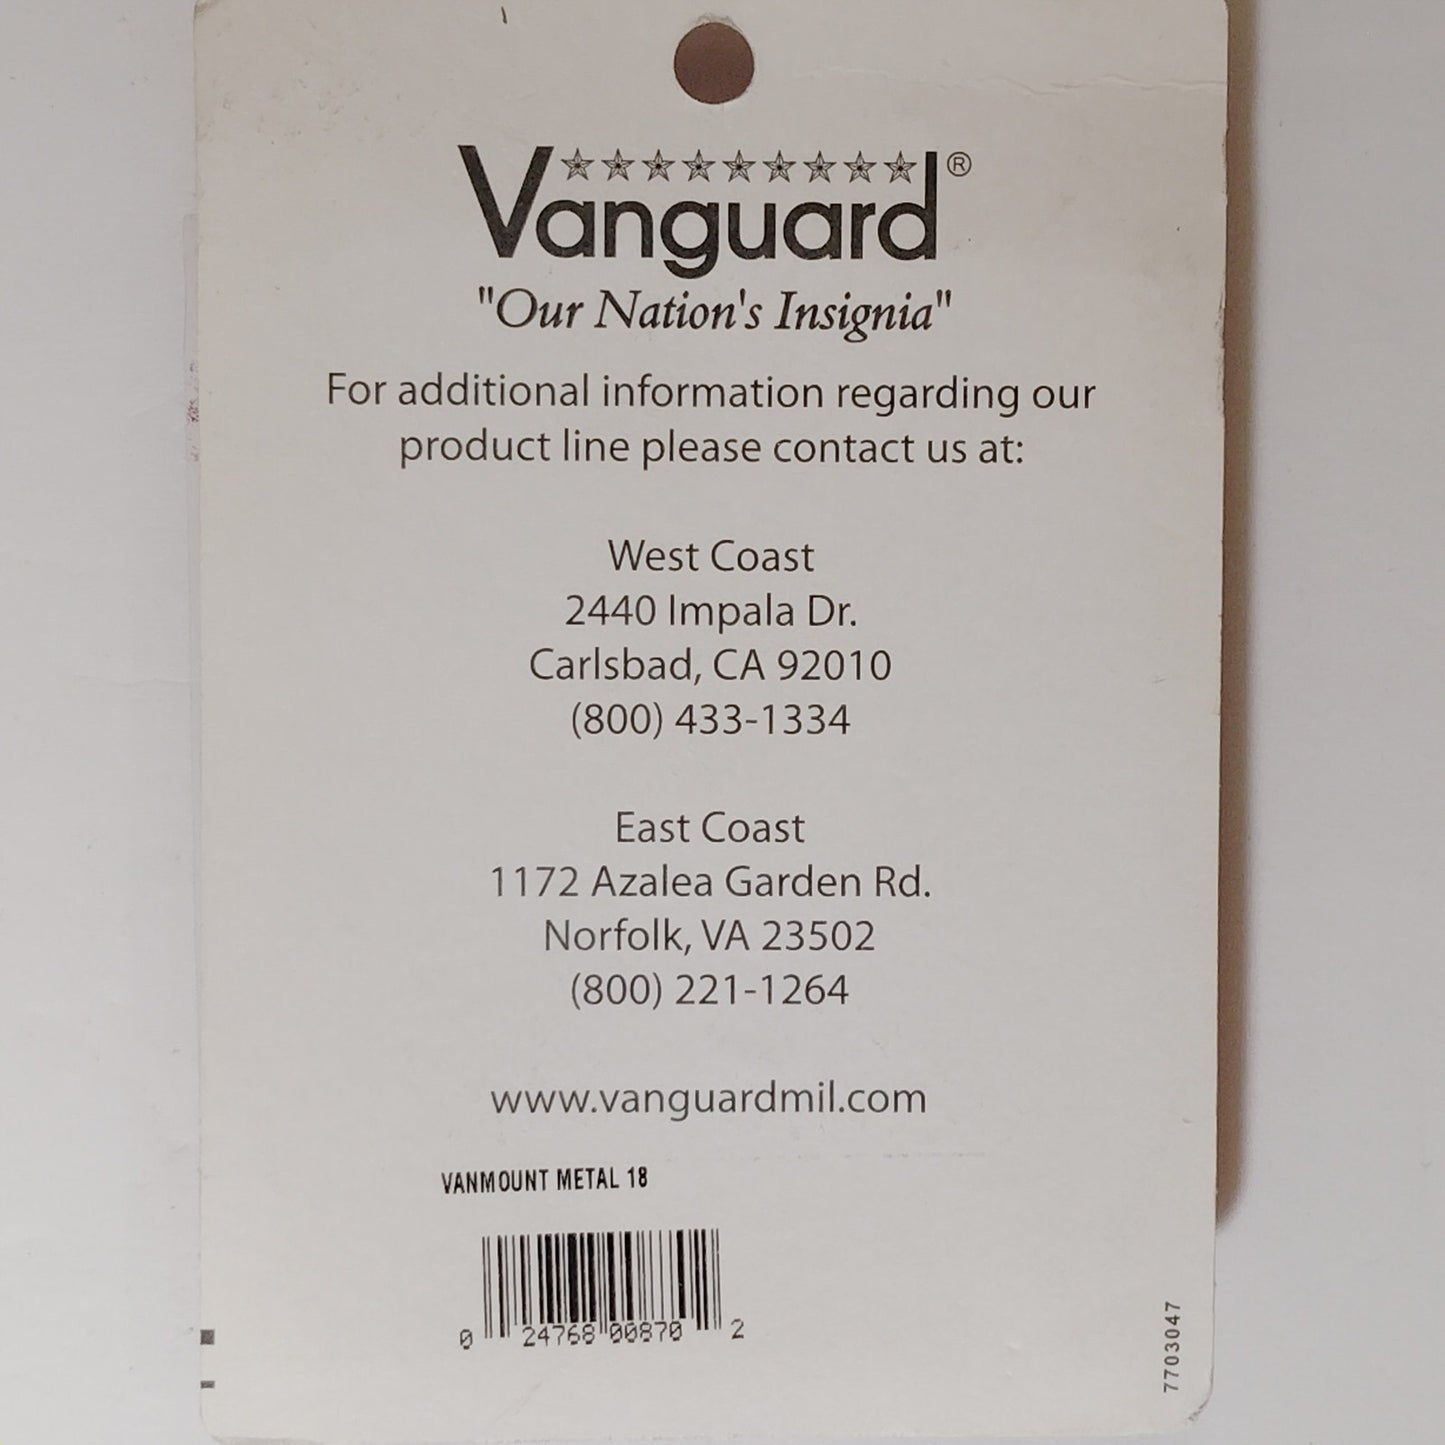 Vanguard®
"Our Nation's Insignia"
For additional information regarding our
product line please contact us at:
West Coast
2440 Impala Dr.
Carlsbad, CA 92010
(800) 433-1334
East Coast
1172 Azalea Garden Rd.
Norfolk, VA 23502
(800) 221-1264
www.vanguardmil.com
VANMOUNT METAL 18
0 24768 00870 2
7703047